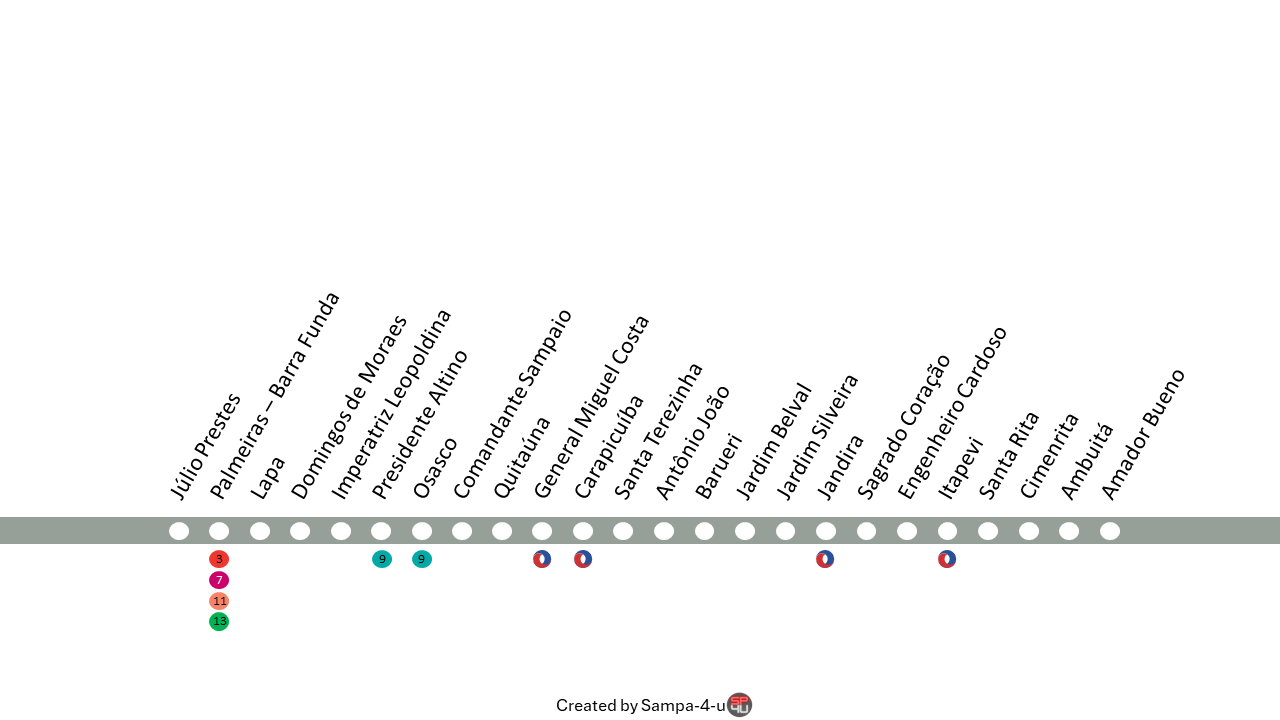 Júlio Prestes
Palmeiras – Barra Funda
Lapa
Domingos de Moraes
Imperatriz Leopoldina
Presidente Altino
Osasco
Comandante Sampaio
Quitaúna
General Miguel Costa
Carapicuíba
Santa Terezinha
Antônio João
Barueri
Jardim Belval
Jardim Silveira
Jandira
Sagrado Coração
Engenheiro Cardoso
Itapevi
Santa Rita
Cimenrita
Ambuitá
Amador Bueno
3
7
11
13
9
9
Created by Sampa-4-u
SP
4U